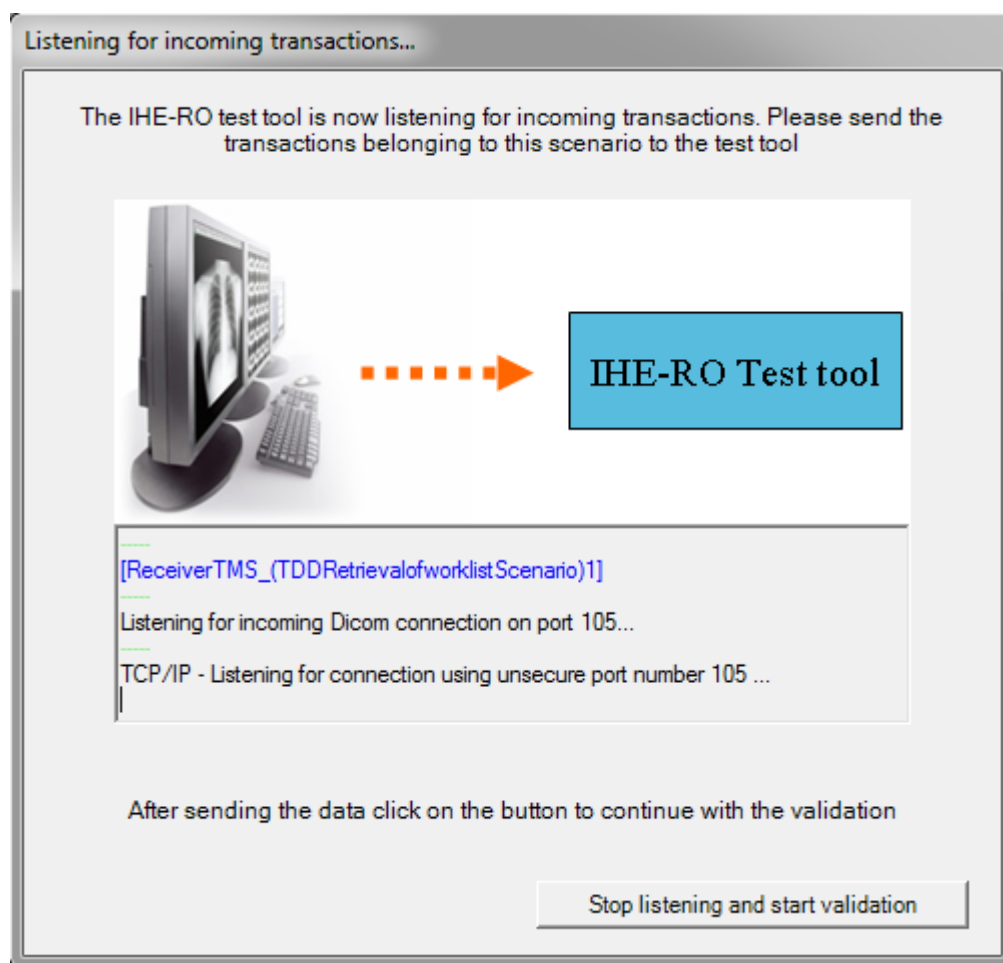 Listening for incoming transactions...
The IHE-RO test tool is now listening for incoming transactions. Please send the
transactions belonging to this scenario to the test tool
IHE-RO Test tool
-----
[ReceiverTMS_(TDDRetrievalofworklistScenario)1]
-----
Listening for incoming Dicom connection on port 105...
-----
TCP/IP - Listening for connection using unsecure port number 105 ...
After sending the data click on the button to continue with the validation
Stop listening and start validation